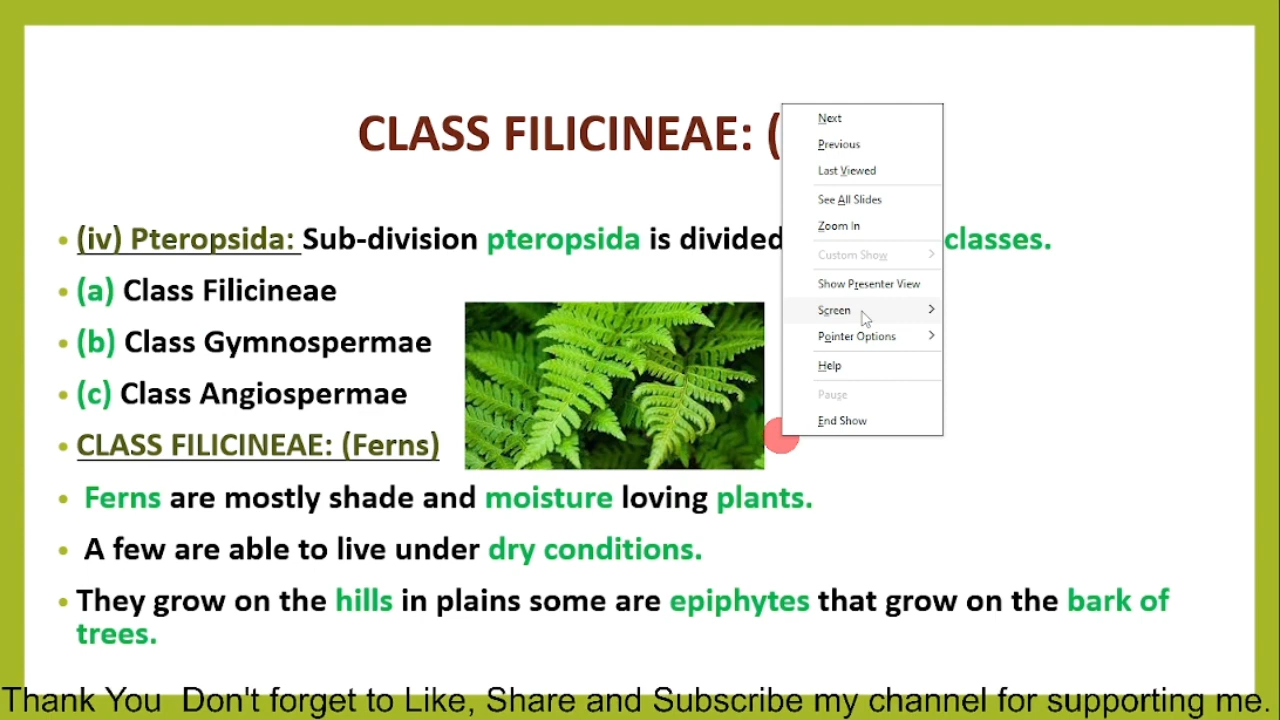 CLASS FILICINEAE: (
• (iv) Pteropsida: Sub-division pteropsida is divided classes.
• (a) Class Filicineae
• (b) Class Gymnospermae
• (c) Class Angiospermae
• CLASS FILICINEAE: (Ferns)
• Ferns are mostly shade and moisture loving plants.
• A few are able to live under dry conditions.
• They grow on the hills in plains some are epiphytes that grow on the bark of
trees.
Next
Previous
Last Viewed
See All Slides
Zoom In
Custom Show
Show Presenter View
Screen
Pointer Options
Help
Pause
End Show
Thank You Don't forget to Like, Share and Subscribe my channel for supporting me.